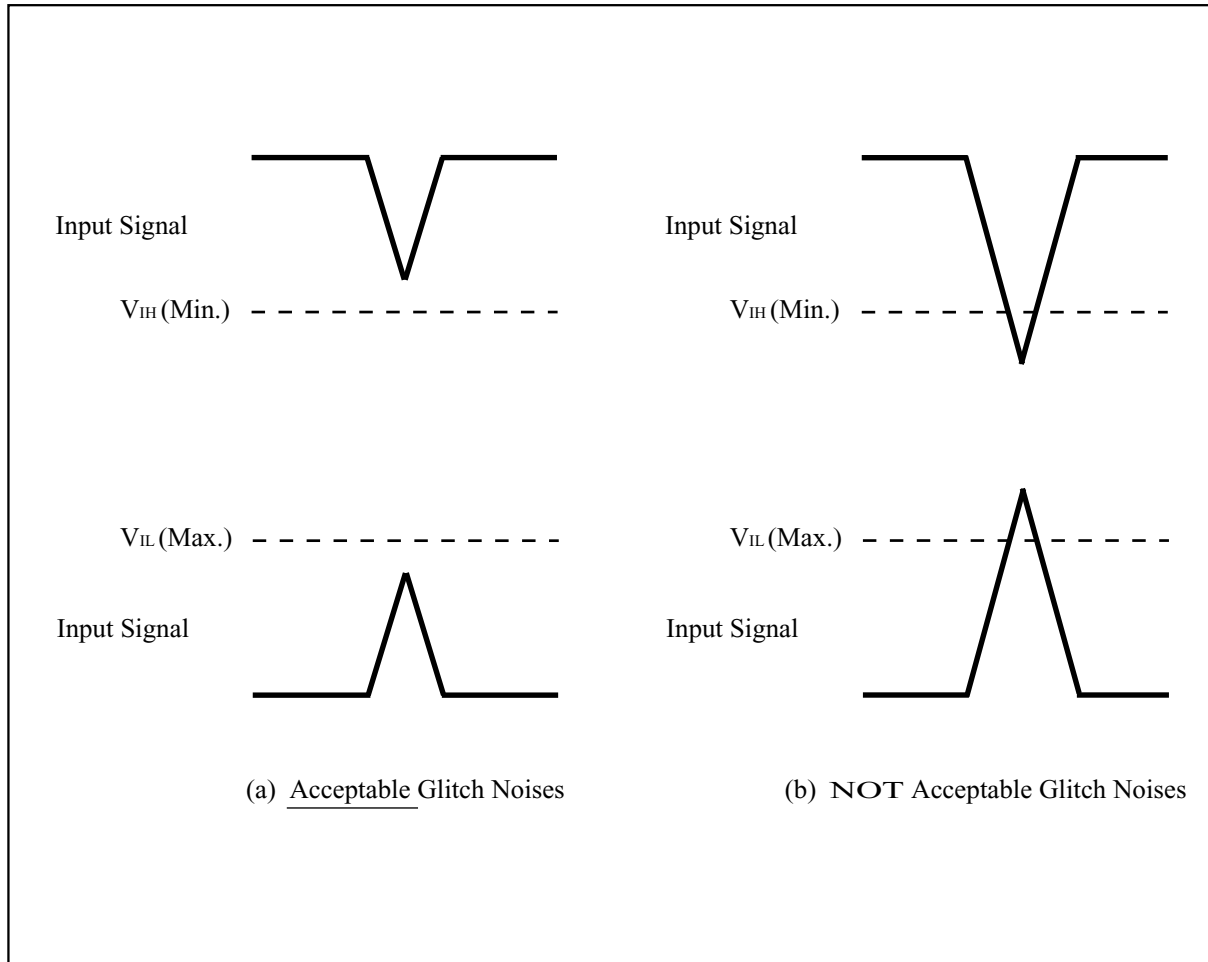 Input Signal
VIH (Min.)
VIL (Max.)
Input Signal
(a) Acceptable Glitch Noises
Input Signal
VIH (Min.)
VIL (Max.)
Input Signal
(b) NOT Acceptable Glitch Noises